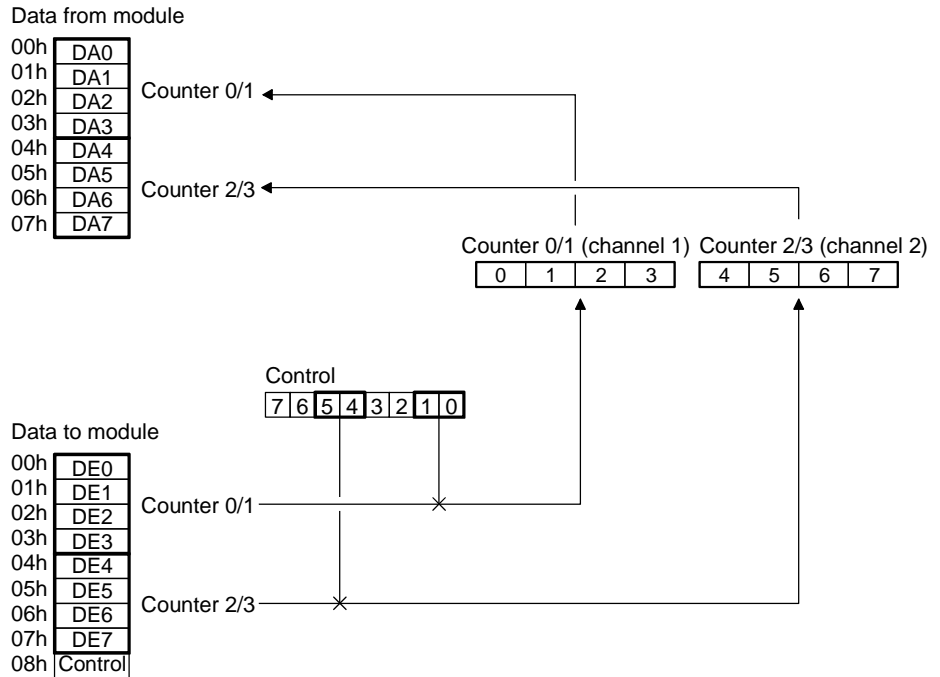 Data from module
00h DA0
01h DA1
02h DA2
03h DA3
Counter 0/1
04h DA4
05h DA5
06h DA6
07h DA7
Counter 2/3
Counter 0/1 (channel 1) Counter 2/3 (channel 2)
0 1 2 3 4 5 6 7
Control
7 6 5 4 3 2 1 0
Data to module
00h DE0
01h DE1
02h DE2
03h DE3
Counter 0/1
04h DE4
05h DE5
06h DE6
07h DE7
Counter 2/3
08h Control